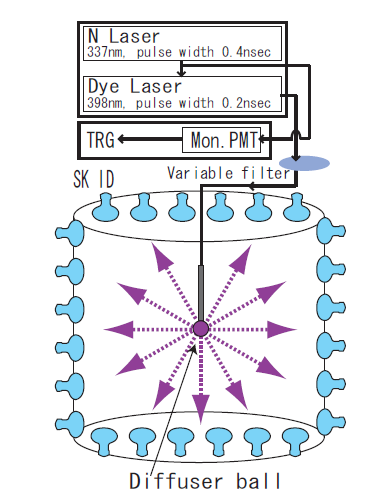 N Laser
337nm, pulse width 0.4nsec
Dye Laser
398nm, pulse width 0.2nsec
TRG
Mon.PMT
Variable filter
SK ID
Diffuser ball